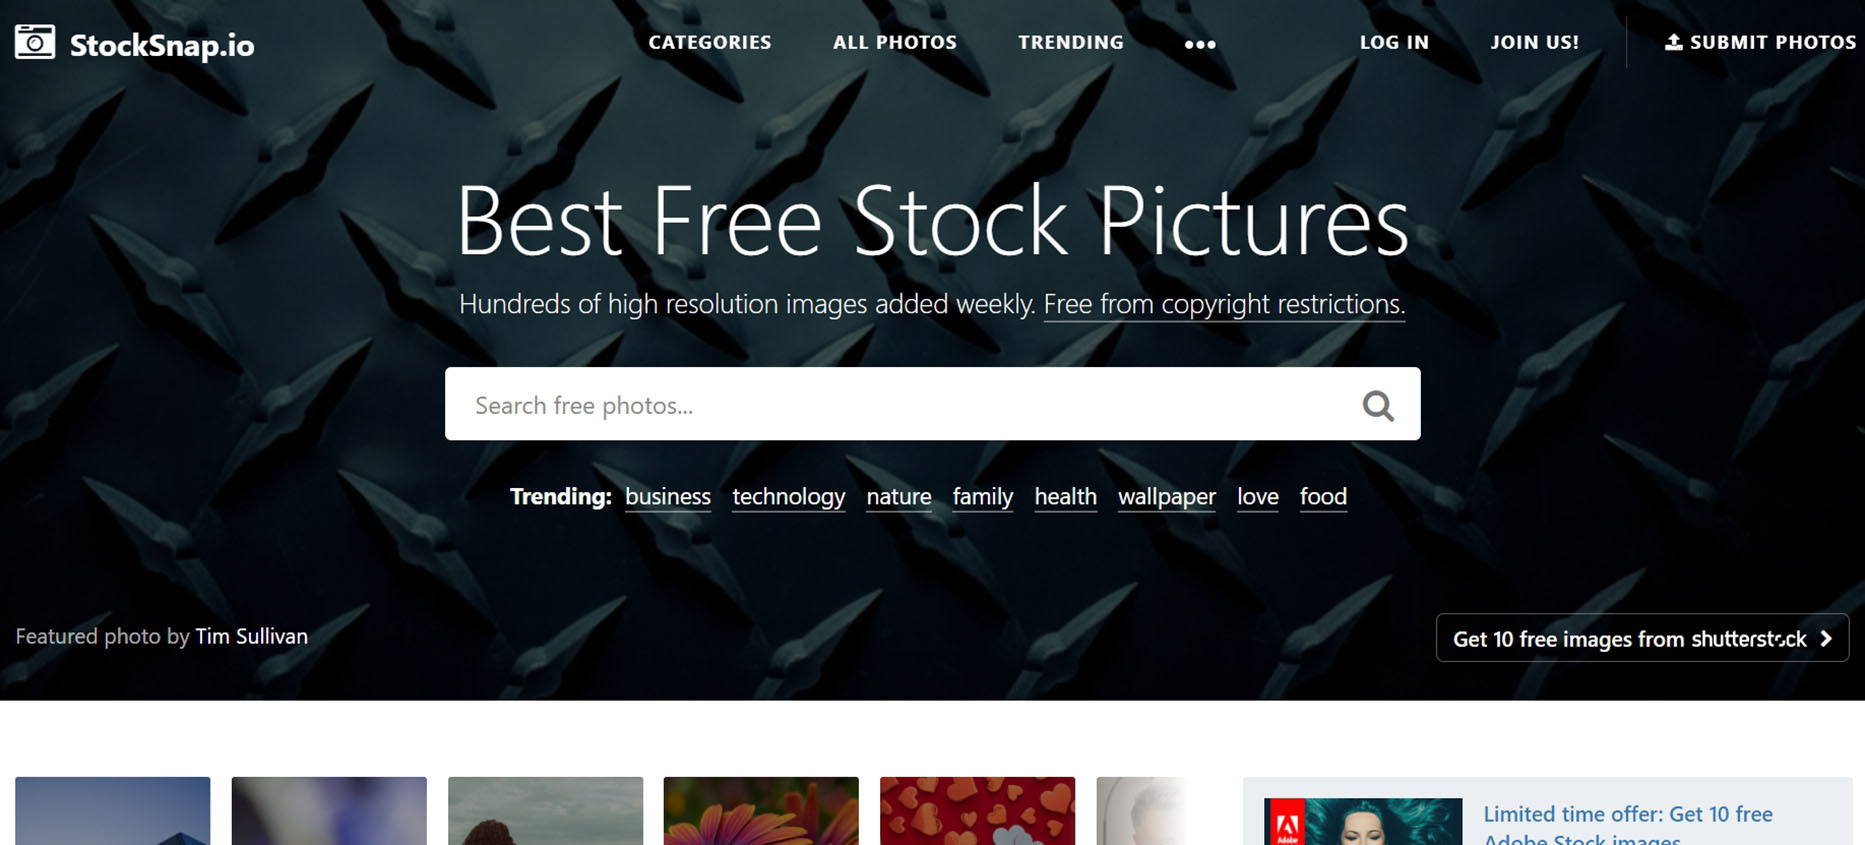 StockSnap.io
CATEGORIES ALL PHOTOS TRENDING ••• LOG IN JOIN US! SUBMIT PHOTOS
Best Free Stock Pictures
Hundreds of high resolution images added weekly. Free from copyright restrictions.
Search free photos...
Trending: business technology nature family health wallpaper love food
Featured photo by Tim Sullivan
Get 10 free images from shutterstock
Adobe
Limited time offer: Get 10 free
Adobe Stock images